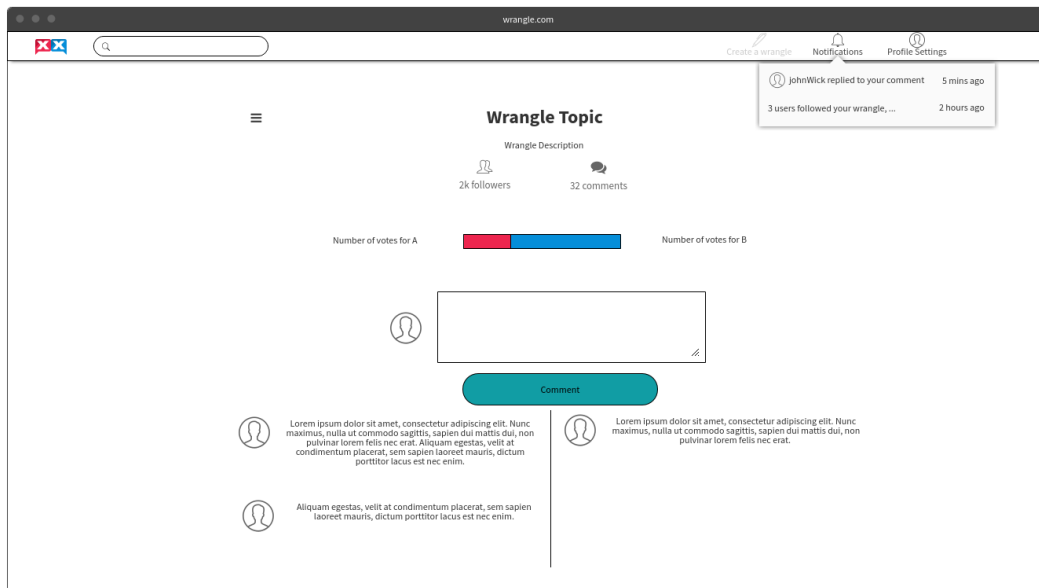 wrangle.com
Create a wrangle
Notifications
Profile Settings
johnWick replied to your comment 5 mins ago
3 users followed your wrangle, ... 2 hours ago
Wrangle Topic
Wrangle Description
2k followers
32 comments
Number of votes for A
Number of votes for B
Comment
Lorem ipsum dolor sit amet, consectetur adipiscing elit. Nunc
maximus, nulla ut commodo sagittis, sapien dui mattis dui, non
pulvinar lorem felis nec erat. Aliquam egestas, velit at
condimentum placerat, sem sapien laoreet mauris, dictum
porttitor lacus est nec enim.
Aliquam egestas, velit at condimentum placerat, sem sapien
laoreet mauris, dictum porttitor lacus est nec enim.
Lorem ipsum dolor sit amet, consectetur adipiscing elit. Nunc
maximus, nulla ut commodo sagittis, sapien dui mattis dui, non
pulvinar lorem felis nec erat.